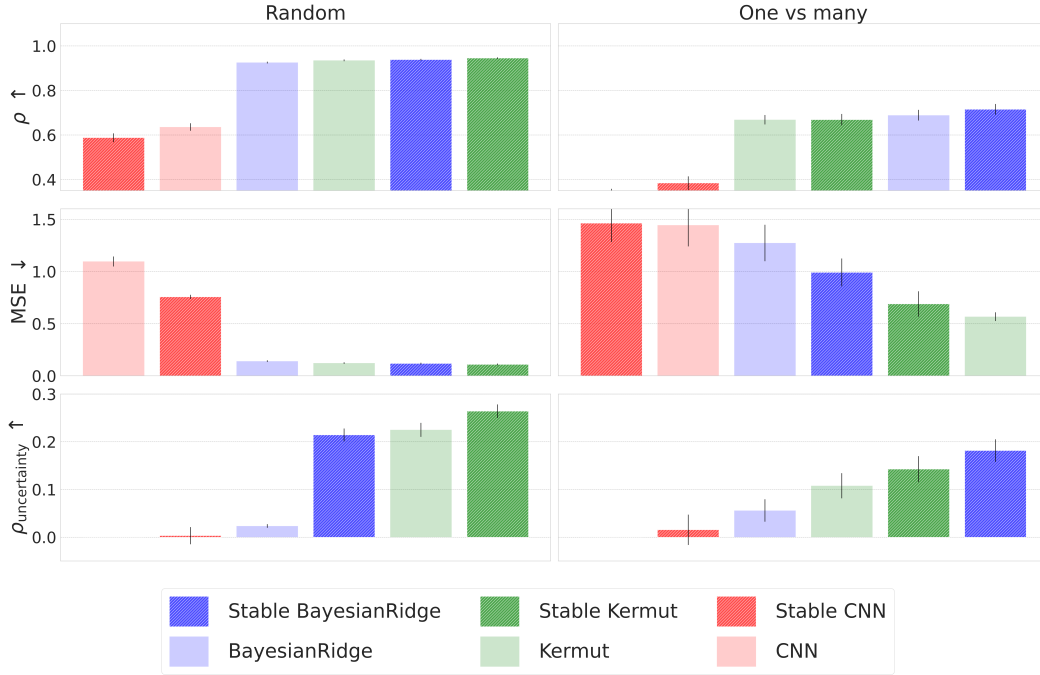 Random
One vs many
ρ ↑
1.0
0.8
0.6
0.4
MSE ↓
1.5
1.0
0.5
0.0
ρuncertainty ↑
0.3
0.2
0.1
0.0
Stable BayesianRidge
Stable Kermut
Stable CNN
BayesianRidge
Kermut
CNN